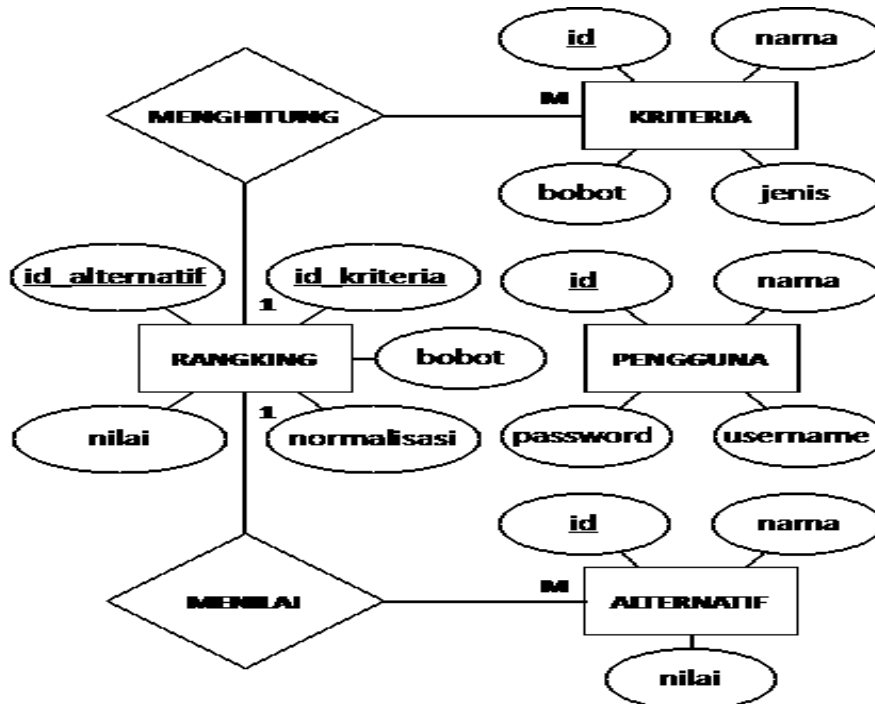 id
nama
MENGHITUNG
M
KRITERIA
bobot
jenis
id_alternatif
id_kriteria
id
nama
1
RANGKING
bobot
PENGGUNA
1
nilai
normalisasi
password
username
id
nama
MENILAI
M
ALTERNATIF
nilai